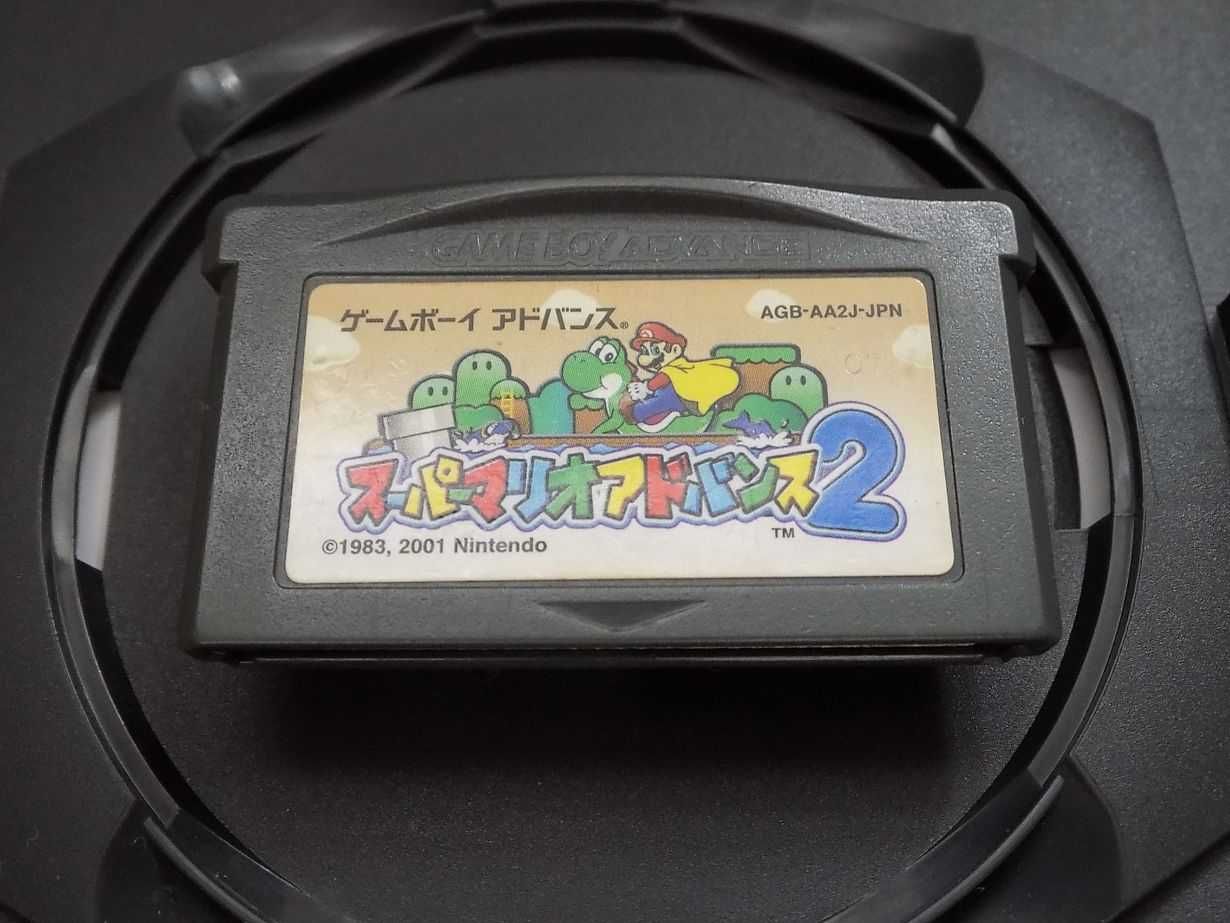 GAME BOY ADVANCE
ゲームボーイ アドバンス®
AGB-AA2J-JPN
スーパーマリオアドバンス2
TM
©1983, 2001 Nintendo